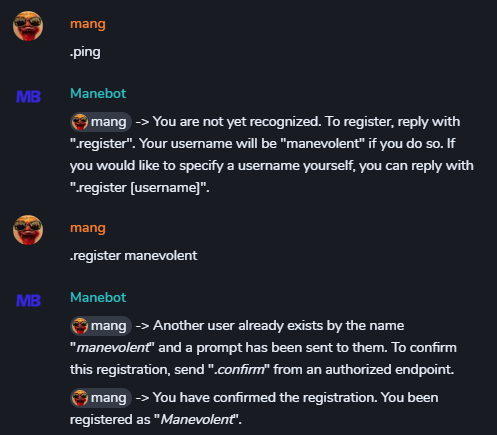 mang
.ping
MB
Manebot
mang -> You are not yet recognized. To register, reply with
".register". Your username will be "manevolent" if you do so. If
you would like to specify a username yourself, you can reply with
".register [username]".
mang
.register manevolent
MB
Manebot
mang -> Another user already exists by the name
"manevolent" and a prompt has been sent to them. To confirm
this registration, send ".confirm" from an authorized endpoint.
mang -> You have confirmed the registration. You been
registered as "Manevolent".